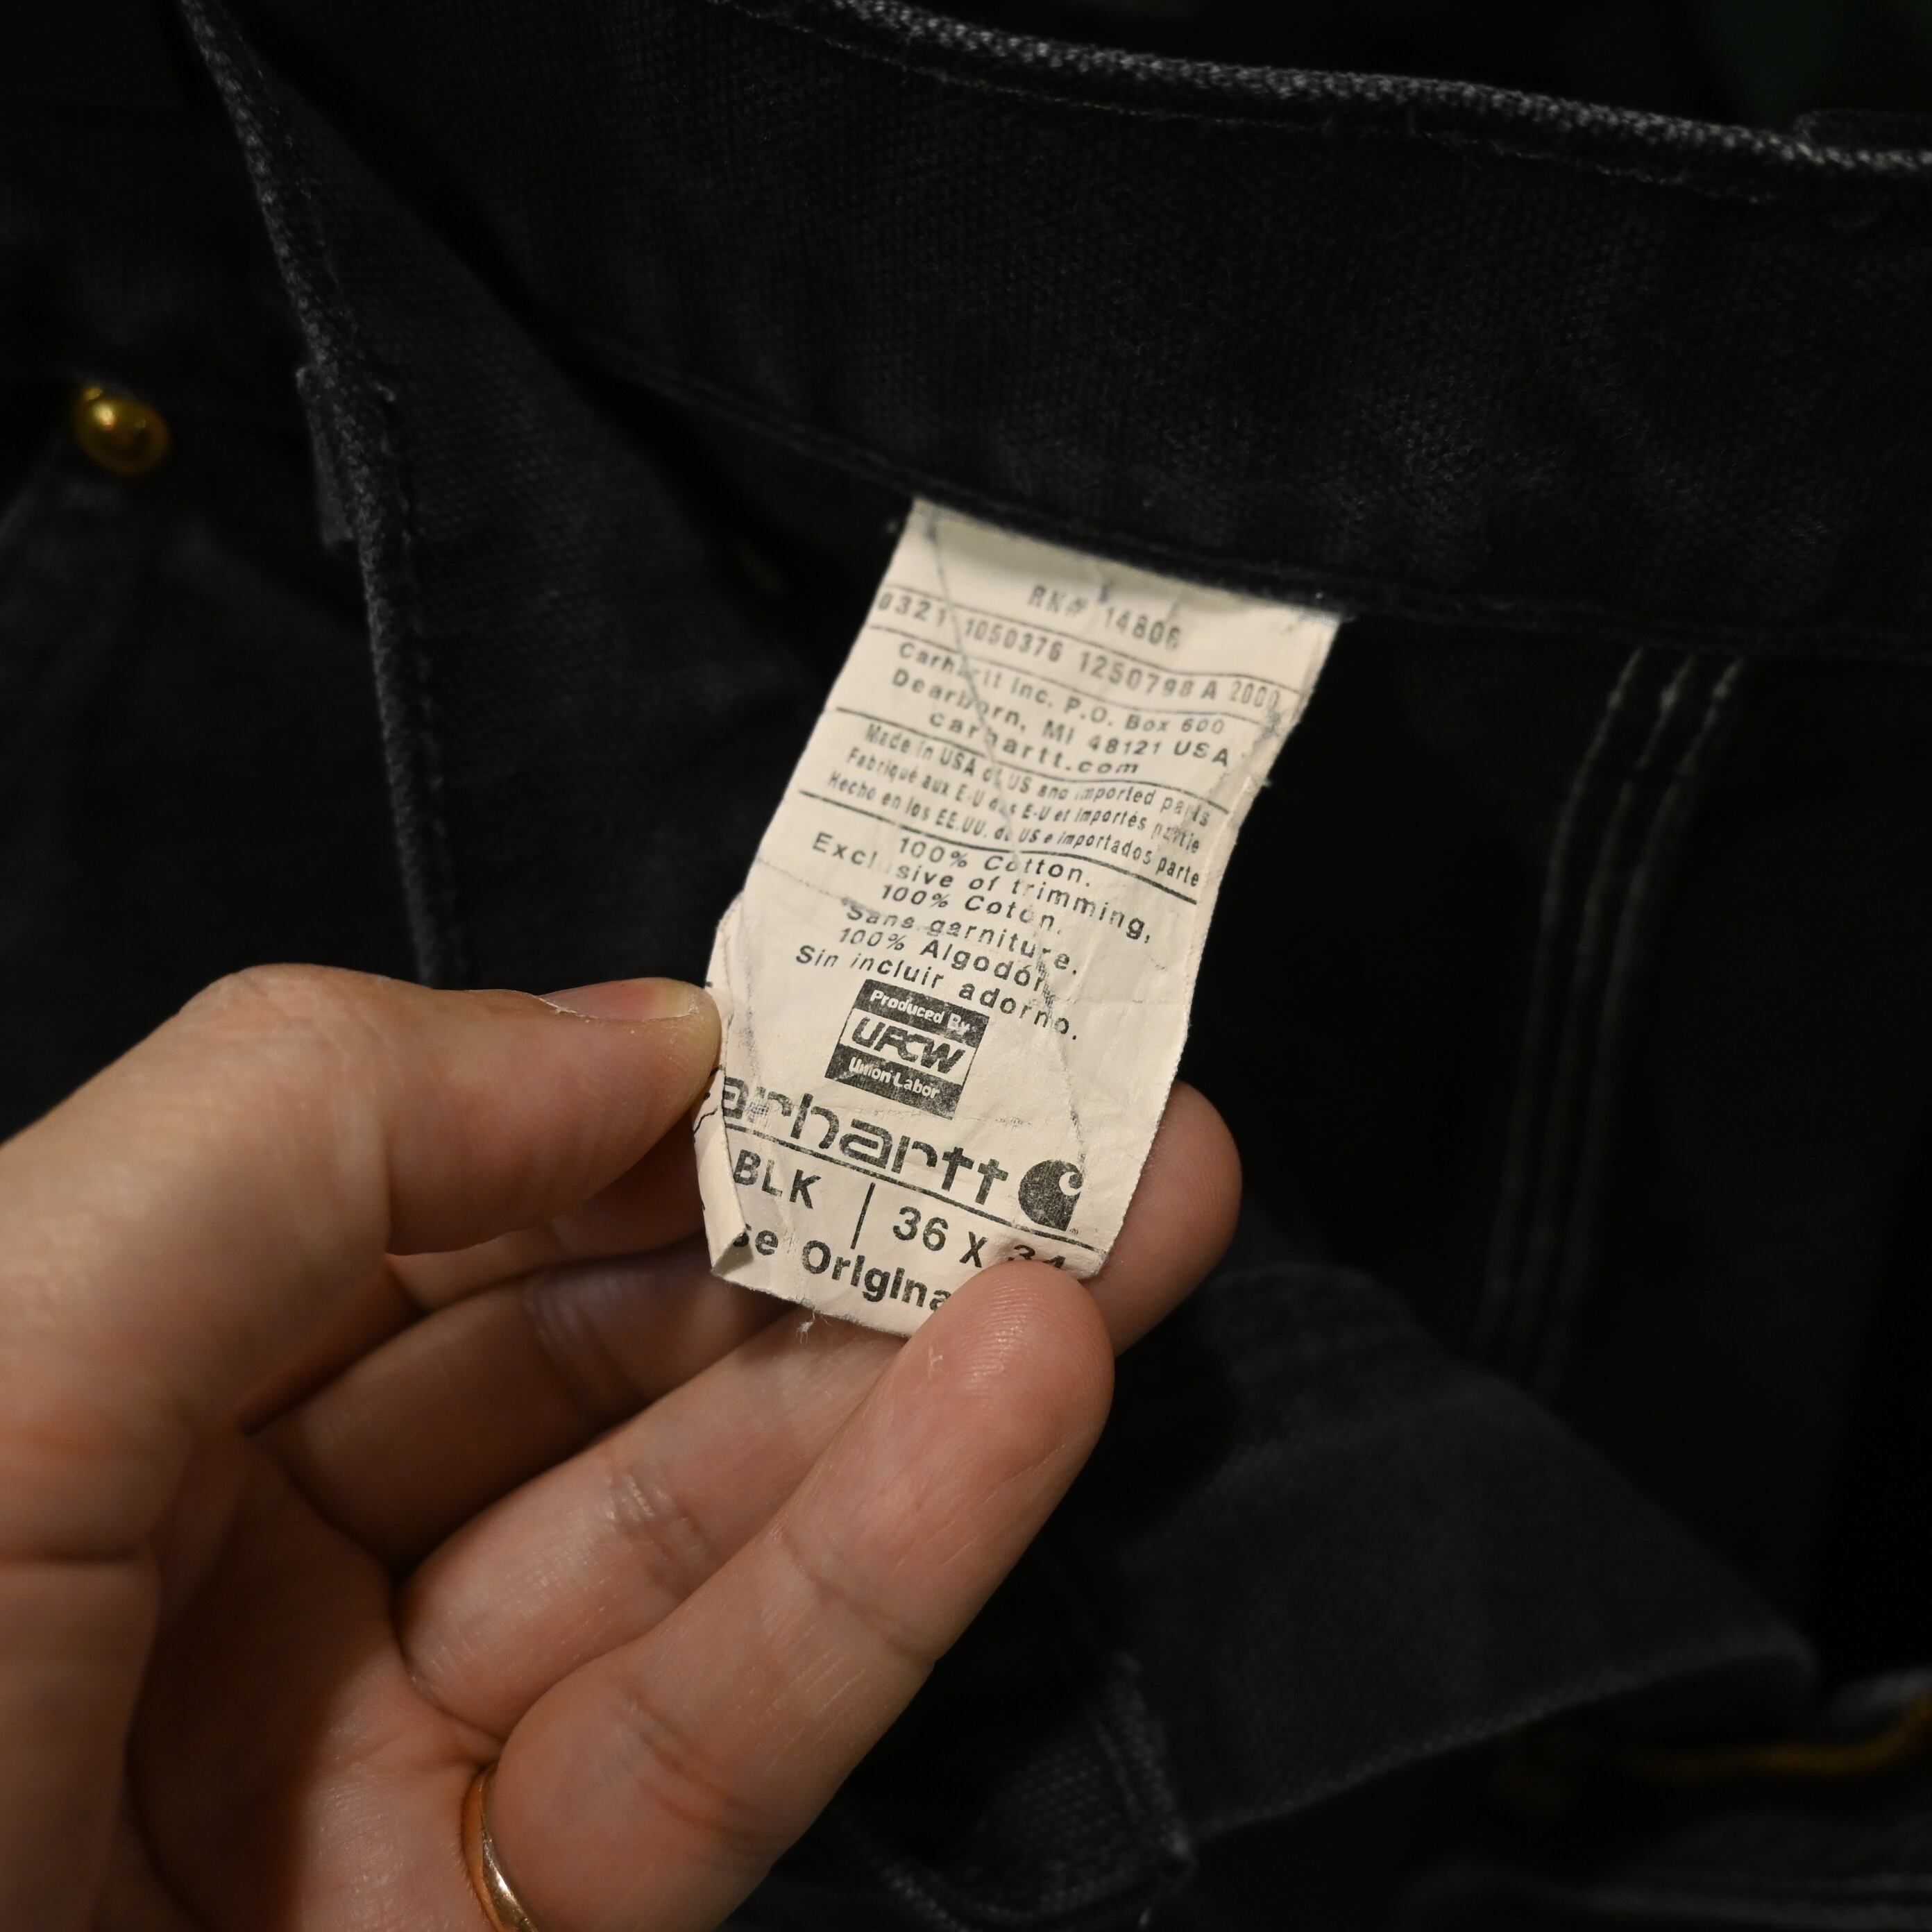 RN# 14806
0321 1050376 1250798 A 2000
Carhartt Inc. P.O. Box 600
Dearborn, MI 48121 USA
carhartt.com
Made in USA of US and imported parts
Fabriqué aux E-U des E-U et importés partie
Hecho en los EE.UU. de US e importados parte
100% Cotton.
Exclusive of trimming,
100% Coton.
Sans garniture.
100% Algodón.
Sin incluir adorno.
Produced By
UFCW
Union Labor
arhartt
BLK | 36 X 34
se Origina